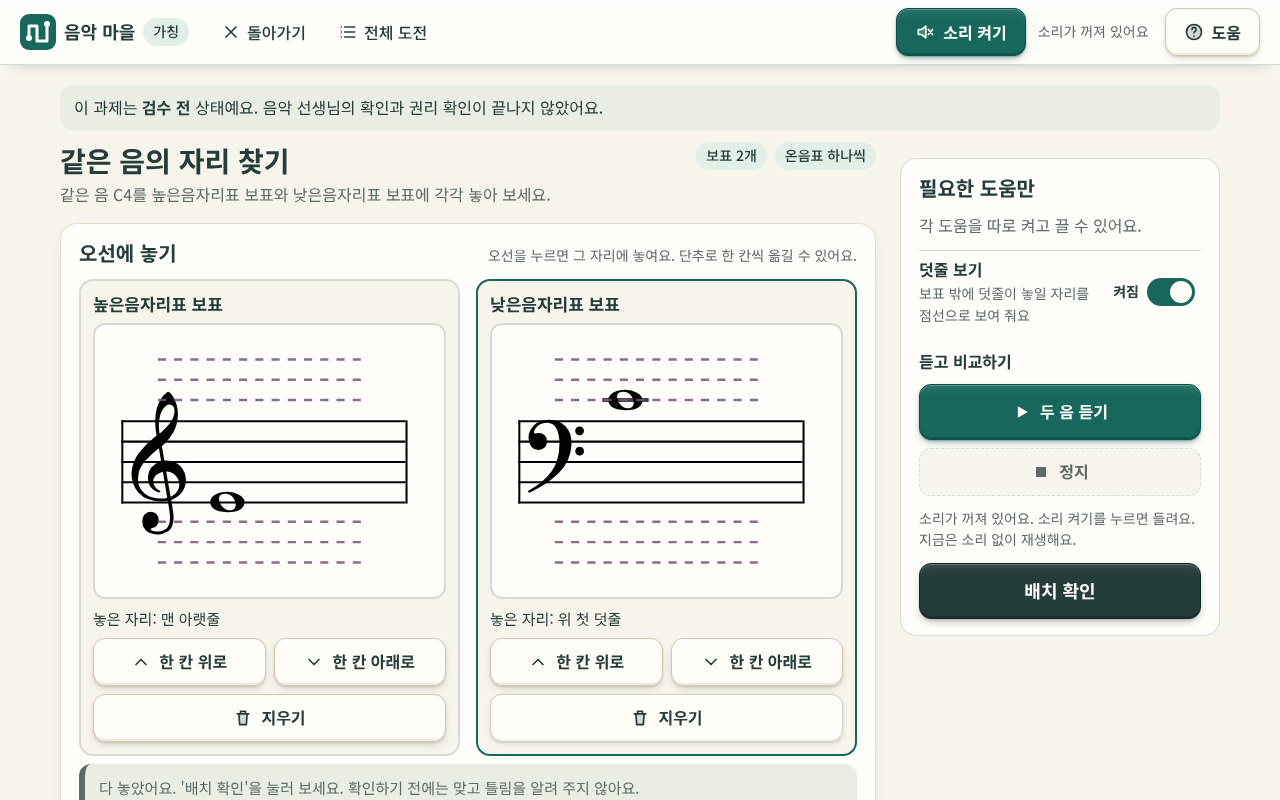 음악 마을 가칭 돌아가기 전체 도전 소리 켜기 소리가 꺼져 있어요 도움
이 과제는 검수 전 상태예요. 음악 선생님의 확인과 권리 확인이 끝나지 않았어요.
같은 음의 자리 찾기
보표 2개 온음표 하나씩
같은 음 C4를 높은음자리표 보표와 낮은음자리표 보표에 각각 놓아 보세요.
오선에 놓기
오선을 누르면 그 자리에 놓여요. 단추로 한 칸씩 옮길 수 있어요.
높은음자리표 보표
놓은 자리: 맨 아랫줄
한 칸 위로 한 칸 아래로
지우기
낮은음자리표 보표
놓은 자리: 위 첫 덧줄
한 칸 위로 한 칸 아래로
지우기
다 놓았어요. '배치 확인'을 눌러 보세요. 확인하기 전에는 맞고 틀림을 알려 주지 않아요.
필요한 도움만
각 도움을 따로 켜고 끌 수 있어요.
덧줄 보기
보표 밖에 덧줄이 놓일 자리를
점선으로 보여 줘요
켜짐
듣고 비교하기
두 음 듣기
정지
소리가 꺼져 있어요. 소리 켜기를 누르면 들려요.
지금은 소리 없이 재생해요.
배치 확인